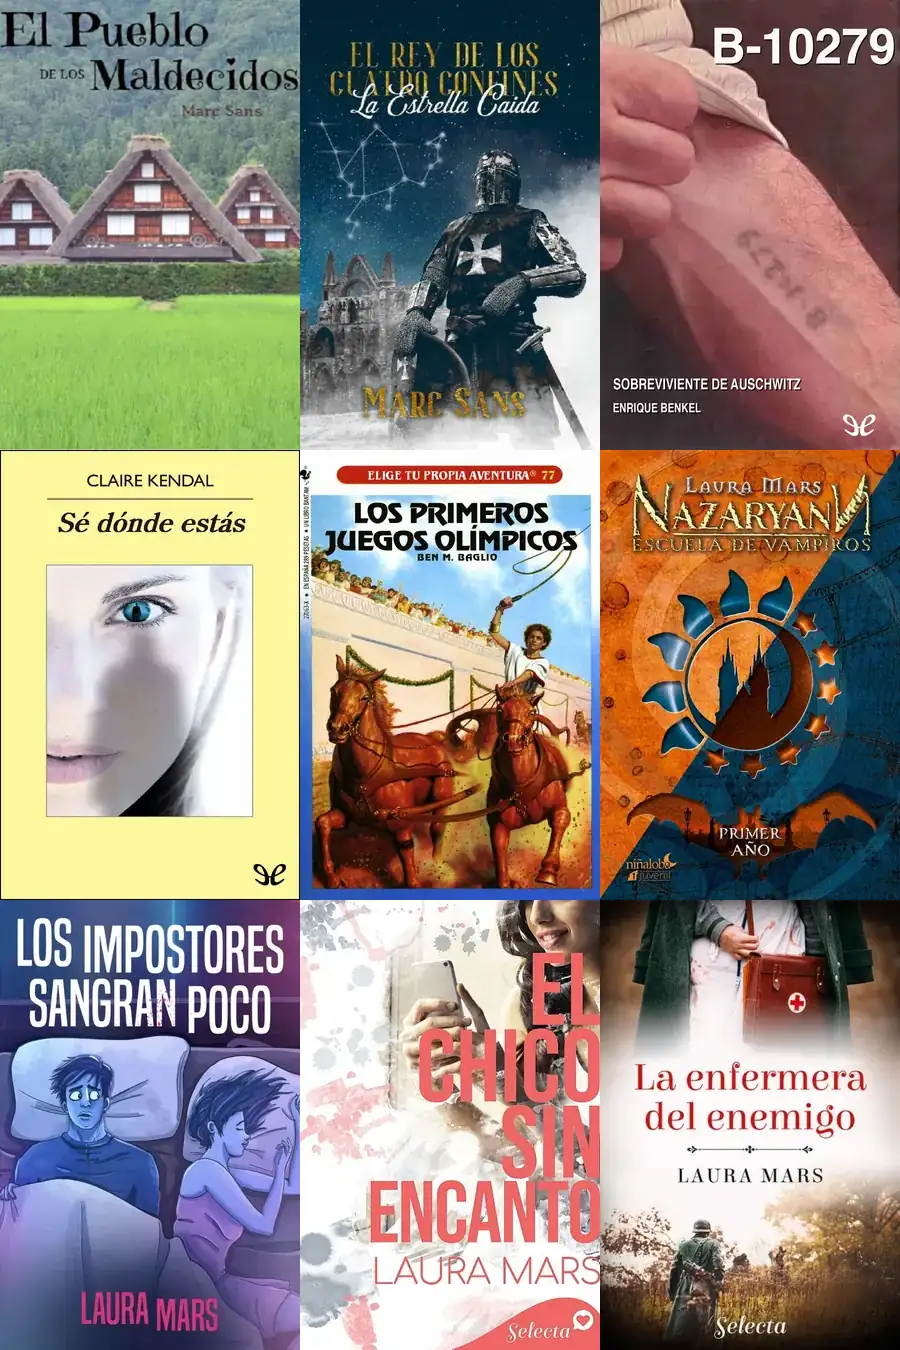 El Pueblo
DE LOS Maldecidos
Marc Sans
EL REY DE LOS
CUATRO CONFINES
La Estrella Caida
MARC SANS
B-10279
SOBREVIVIENTE DE AUSCHWITZ
ENRIQUE BENKEL
CLAIRE KENDAL
Sé dónde estás
ELIGE TU PROPIA AVENTURA® 77
LOS PRIMEROS
JUEGOS OLÍMPICOS
BEN M. BAGLIO
LAURA MARS
NAZARYAN
ESCUELA DE VAMPIROS
PRIMER
AÑO
niñaloba
juvenil
LOS IMPOSTORES
SANGRAN POCO
LAURA MARS
EL
CHICO
SIN
ENCANTO
LAURA MARS
Selecta
La enfermera
del enemigo
LAURA MARS
Selecta